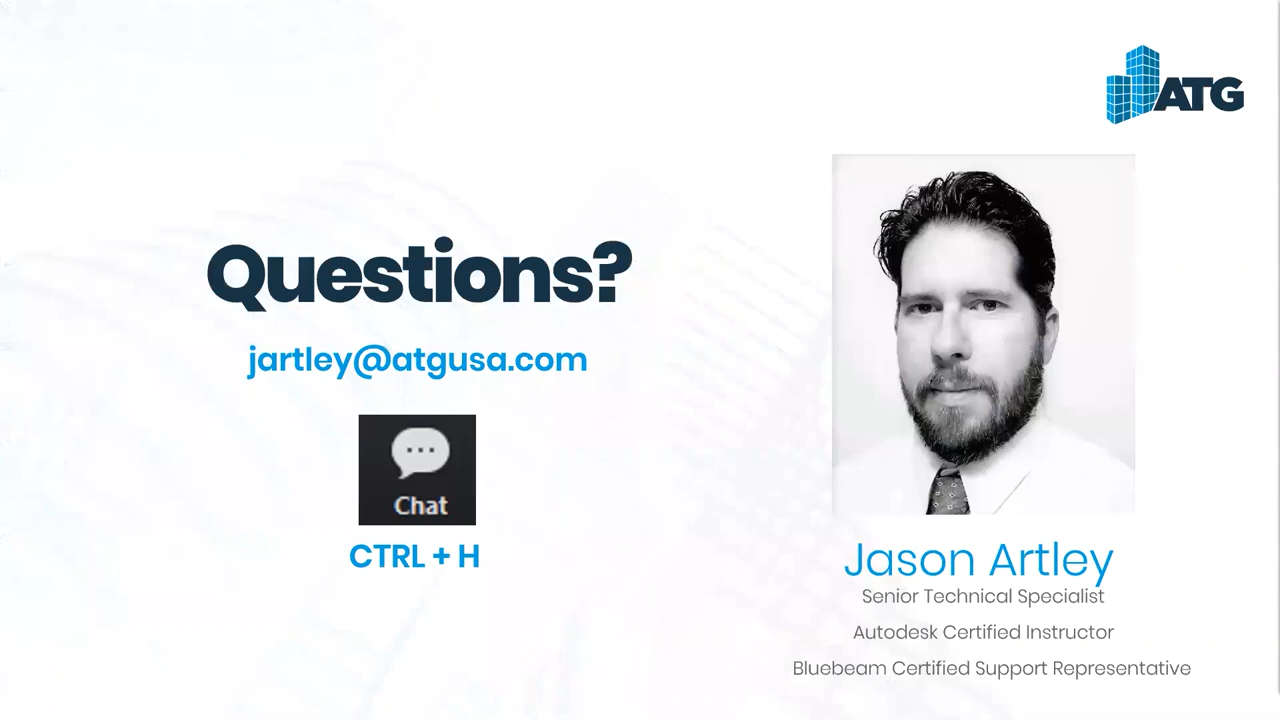 ATG
Questions?
jartley@atgusa.com
Chat
CTRL + H
Jason Artley
Senior Technical Specialist
Autodesk Certified Instructor
Bluebeam Certified Support Representative